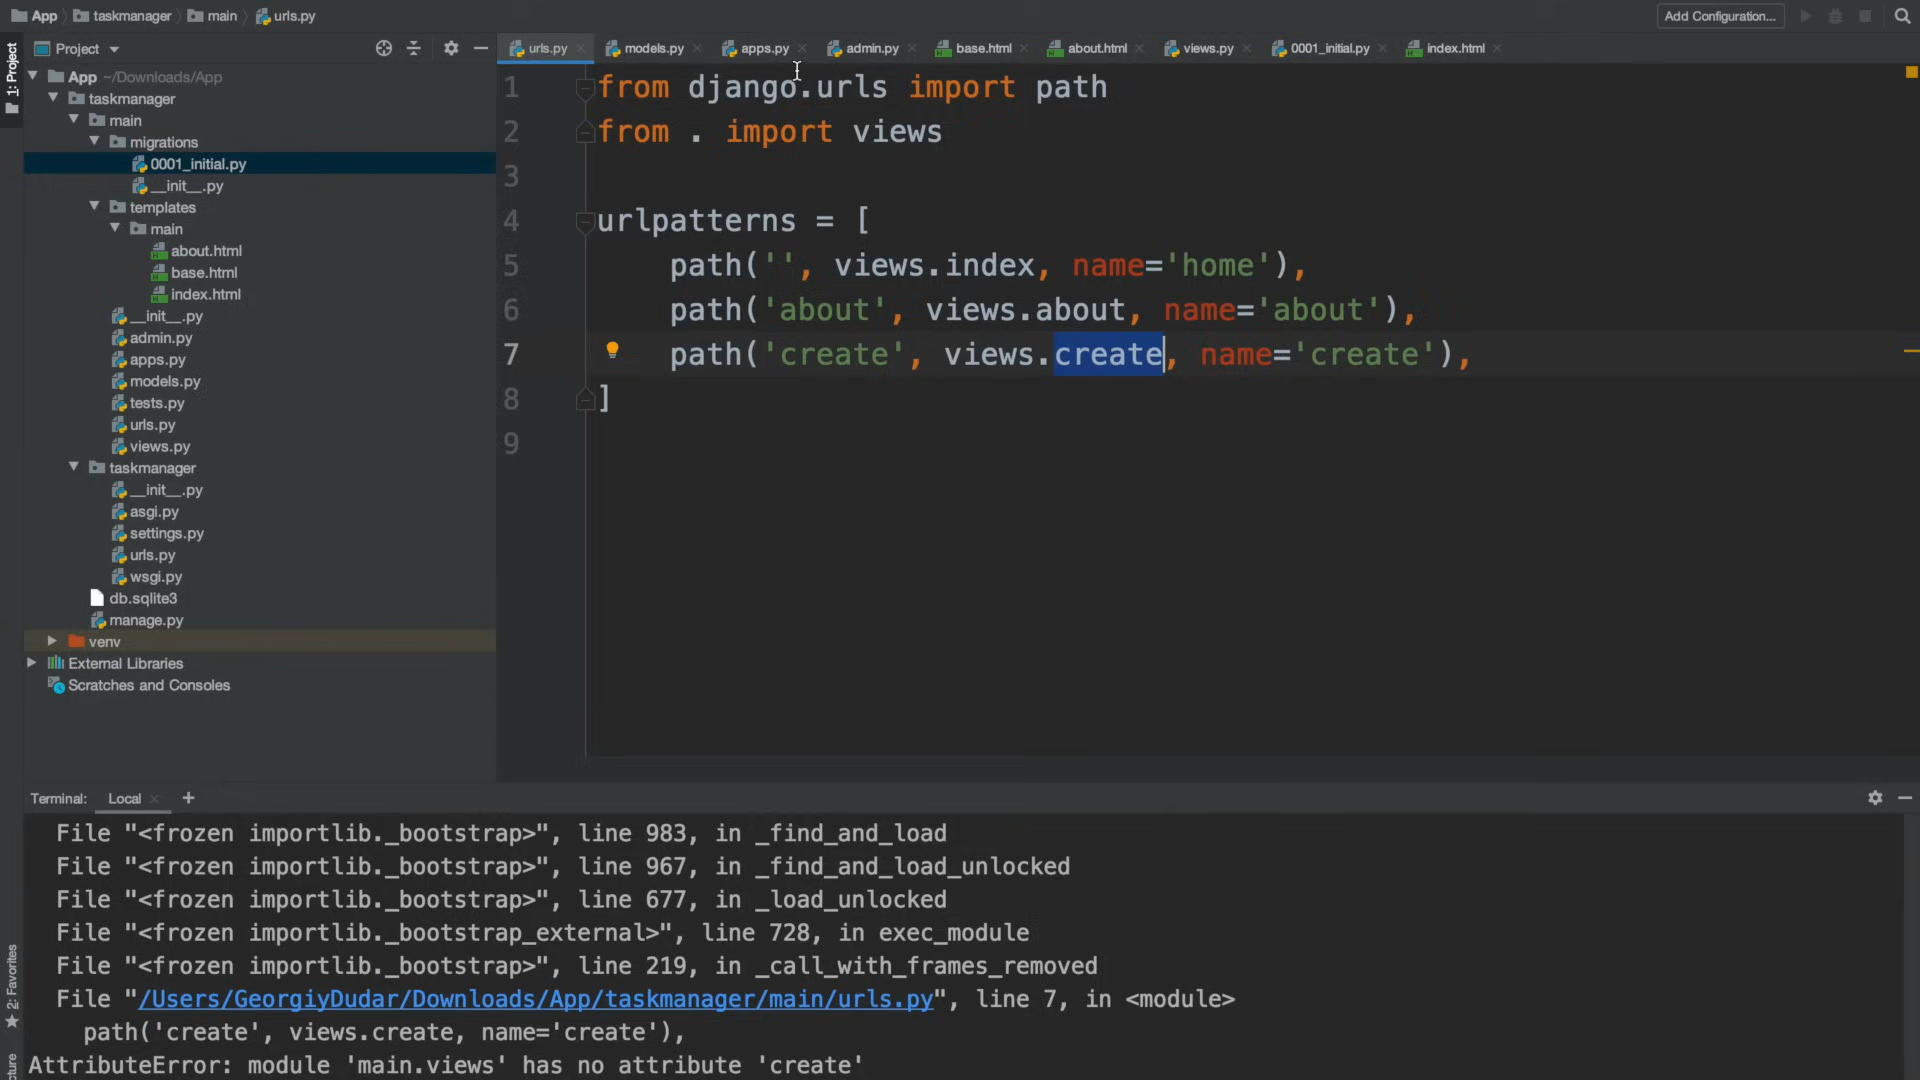 App taskmanager main urls.py
Add Configuration...
1: Project
Project
urls.py models.py apps.py admin.py base.html about.html views.py 0001_initial.py index.html
App ~/Downloads/App
taskmanager
main
migrations
0001_initial.py
__init__.py
templates
main
about.html
base.html
index.html
__init__.py
admin.py
apps.py
models.py
tests.py
urls.py
views.py
taskmanager
__init__.py
asgi.py
settings.py
urls.py
wsgi.py
db.sqlite3
manage.py
venv
External Libraries
Scratches and Consoles
1 from django.urls import path
2 from . import views
3
4 urlpatterns = [
5 path('', views.index, name='home'),
6 path('about', views.about, name='about'),
7 path('create', views.create, name='create'),
8 ]
9
Terminal: Local +
File "<frozen importlib._bootstrap>", line 983, in _find_and_load
File "<frozen importlib._bootstrap>", line 967, in _find_and_load_unlocked
File "<frozen importlib._bootstrap>", line 677, in _load_unlocked
File "<frozen importlib._bootstrap_external>", line 728, in exec_module
File "<frozen importlib._bootstrap>", line 219, in _call_with_frames_removed
File "/Users/GeorgiyDudar/Downloads/App/taskmanager/main/urls.py", line 7, in <module>
path('create', views.create, name='create'),
AttributeError: module 'main.views' has no attribute 'create'
2: Favorites